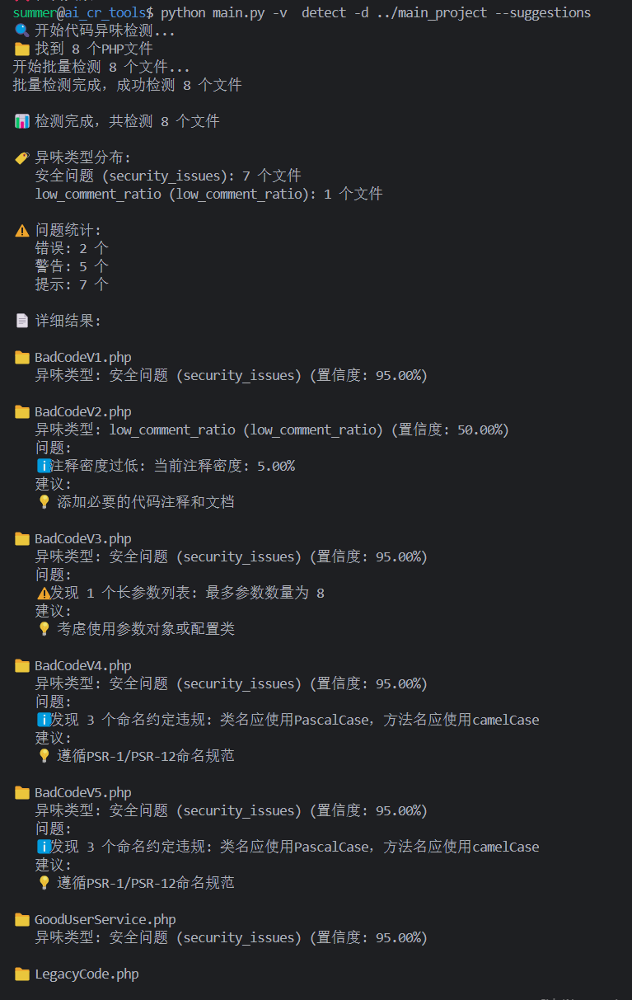 summer@ai_cr_tools$ python main.py -v  detect -d ../main_project --suggestions
开始代码异味检测...
找到 8 个PHP文件
开始批量检测 8 个文件...
批量检测完成，成功检测 8 个文件
检测完成，共检测 8 个文件
异味类型分布:
安全问题 (security_issues): 7 个文件
low_comment_ratio (low_comment_ratio): 1 个文件
问题统计:
错误: 2 个
警告: 5 个
提示: 7 个
详细结果:
BadCodeV1.php
异味类型: 安全问题 (security_issues) (置信度: 95.00%)
BadCodeV2.php
异味类型: low_comment_ratio (low_comment_ratio) (置信度: 50.00%)
问题:
注释密度过低: 当前注释密度: 5.00%
建议:
添加必要的代码注释和文档
BadCodeV3.php
异味类型: 安全问题 (security_issues) (置信度: 95.00%)
问题:
发现 1 个长参数列表: 最多参数数量为 8
建议:
考虑使用参数对象或配置类
BadCodeV4.php
异味类型: 安全问题 (security_issues) (置信度: 95.00%)
问题:
发现 3 个命名约定违规: 类名应使用PascalCase，方法名应使用camelCase
建议:
遵循PSR-1/PSR-12命名规范
BadCodeV5.php
异味类型: 安全问题 (security_issues) (置信度: 95.00%)
问题:
发现 3 个命名约定违规: 类名应使用PascalCase，方法名应使用camelCase
建议:
遵循PSR-1/PSR-12命名规范
GoodUserService.php
异味类型: 安全问题 (security_issues) (置信度: 95.00%)
LegacyCode.php